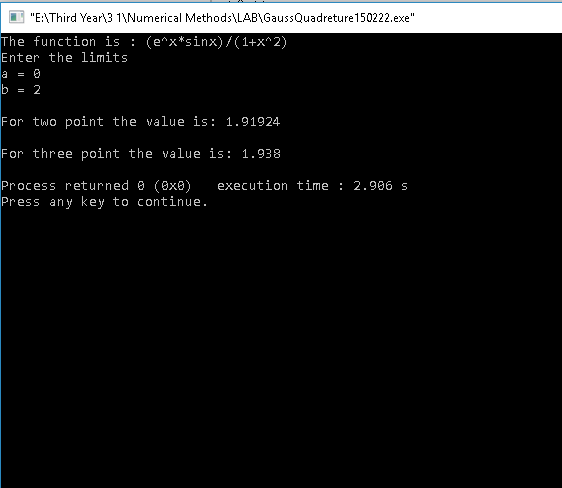 "E:\Third Year\3 1\Numerical Methods\LAB\GaussQuadreture150222.exe"
The function is : (e^x*sinx)/(1+x^2)
Enter the limits
a = 0
b = 2
For two point the value is: 1.91924
For three point the value is: 1.938
Process returned 0 (0x0)   execution time : 2.906 s
Press any key to continue.